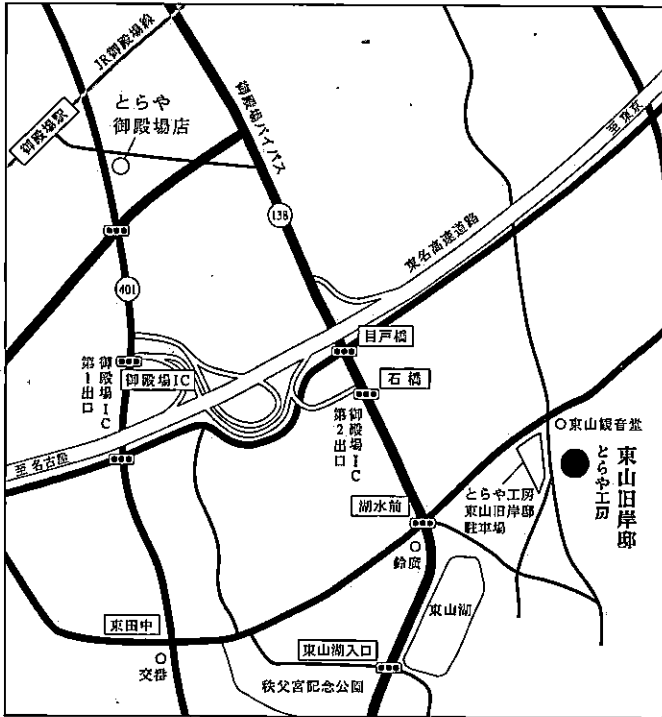 JR御殿場線
御殿場駅
とらや
御殿場店
御殿場バイパス
138
至東京
東名高速道路
401
目戸橋
石橋
御殿場IC
第1出口
御殿場IC
御殿場IC
第2出口
至名古屋
東山観音堂
東山旧岸邸
とらや工房
とらや工房
東山旧岸邸
駐車場
湖水前
鈴廣
東山湖
東田中
交番
東山湖入口
秩父宮記念公園